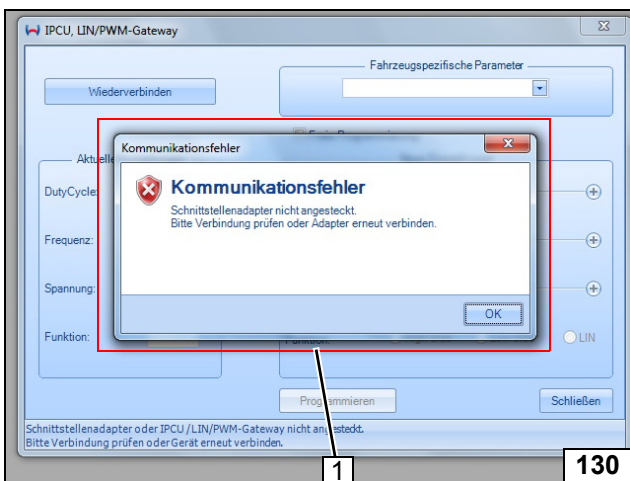 IPCU, LIN/PWM-Gateway
Fahrzeugspezifische Parameter
Wiederverbinden
Kommunikationsfehler
Kommunikationsfehler
Schnittstellenadapter nicht angesteckt.
Bitte Verbindung prüfen oder Adapter erneut verbinden.
OK
DutyCycle:
Frequenz:
Spannung:
Funktion:
Funktion:
LIN
Programmieren
Schließen
Schnittstellenadapter oder IPCU /LIN/PWM-Gateway nicht angesteckt.
Bitte Verbindung prüfen oder Gerät erneut verbinden.
1
130